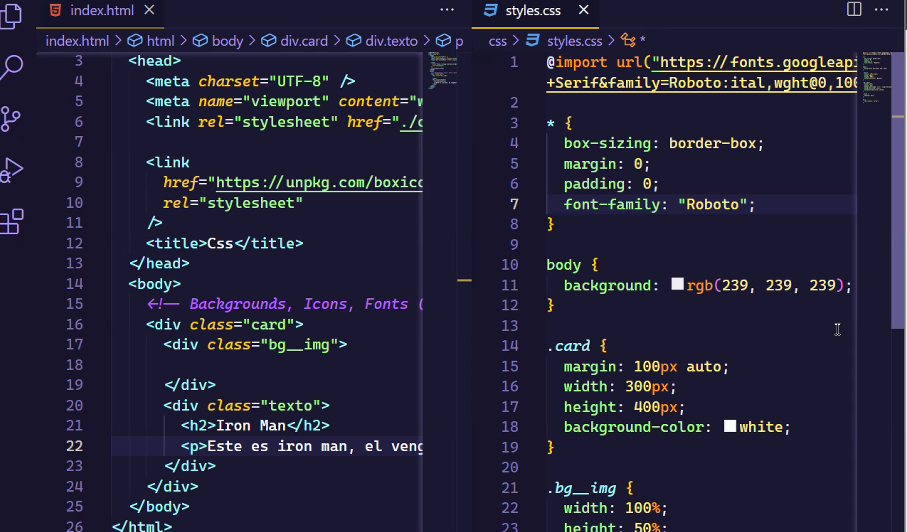 index.html
index.html > html > body > div.card > div.texto > p
3 <head>
4 <meta charset="UTF-8" />
5 <meta name="viewport" content="w
6 <link rel="stylesheet" href="./c
7
8 <link
9 href="https://unpkg.com/boxico
10 rel="stylesheet"
11 />
12 <title>Css</title>
13 </head>
14 <body>
15 <!-- Backgrounds, Icons, Fonts (
16 <div class="card">
17 <div class="bg__img">
18
19 </div>
20 <div class="texto">
21 <h2>Iron Man</h2>
22 <p>Este es iron man, el veng
23 </div>
24 </div>
25 </body>
26 </html>
styles.css
css > styles.css > *
1 @import url("https://fonts.googleap
+Serif&family=Roboto:ital,wght@0,100
2
3 * {
4 box-sizing: border-box;
5 margin: 0;
6 padding: 0;
7 font-family: "Roboto";
8 }
9
10 body {
11 background: rgb(239, 239, 239);
12 }
13
14 .card {
15 margin: 100px auto;
16 width: 300px;
17 height: 400px;
18 background-color: white;
19 }
20
21 .bg__img {
22 width: 100%;
23 height: 50%;